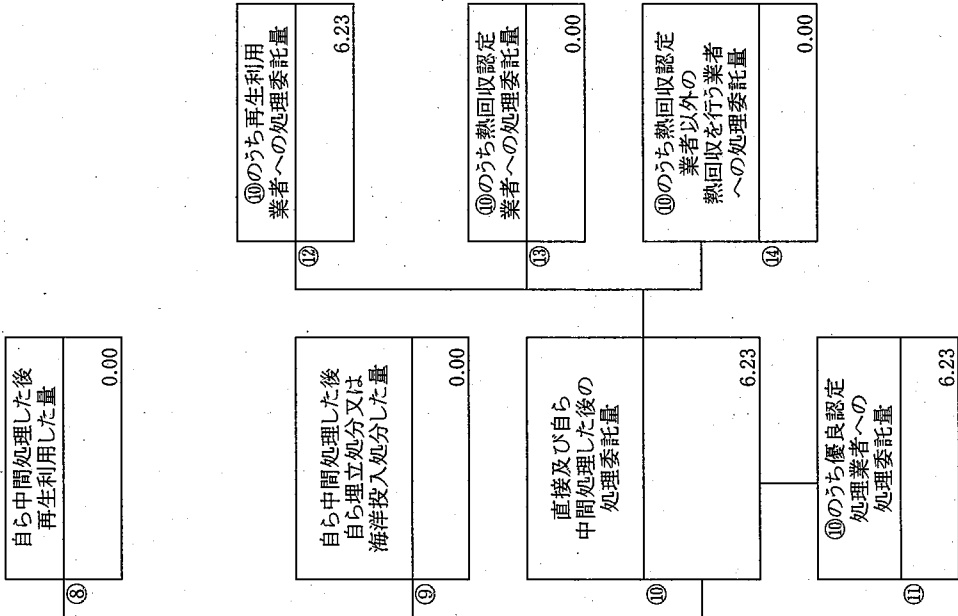 ⑧
自ら中間処理した後
再生利用した量
0.00
⑨
自ら中間処理した後
自ら埋立処分又は
海洋投入処分した量
0.00
⑩
直接及び自ら
中間処理した後の
処理委託量
6.23
⑪
⑩のうち優良認定
処理業者への
処理委託量
6.23
⑫
⑩のうち再生利用
業者への処理委託量
6.23
⑬
⑩のうち熱回収認定
業者への処理委託量
0.00
⑭
⑩のうち熱回収認定
業者以外の
熱回収を行う業者
への処理委託量
0.00